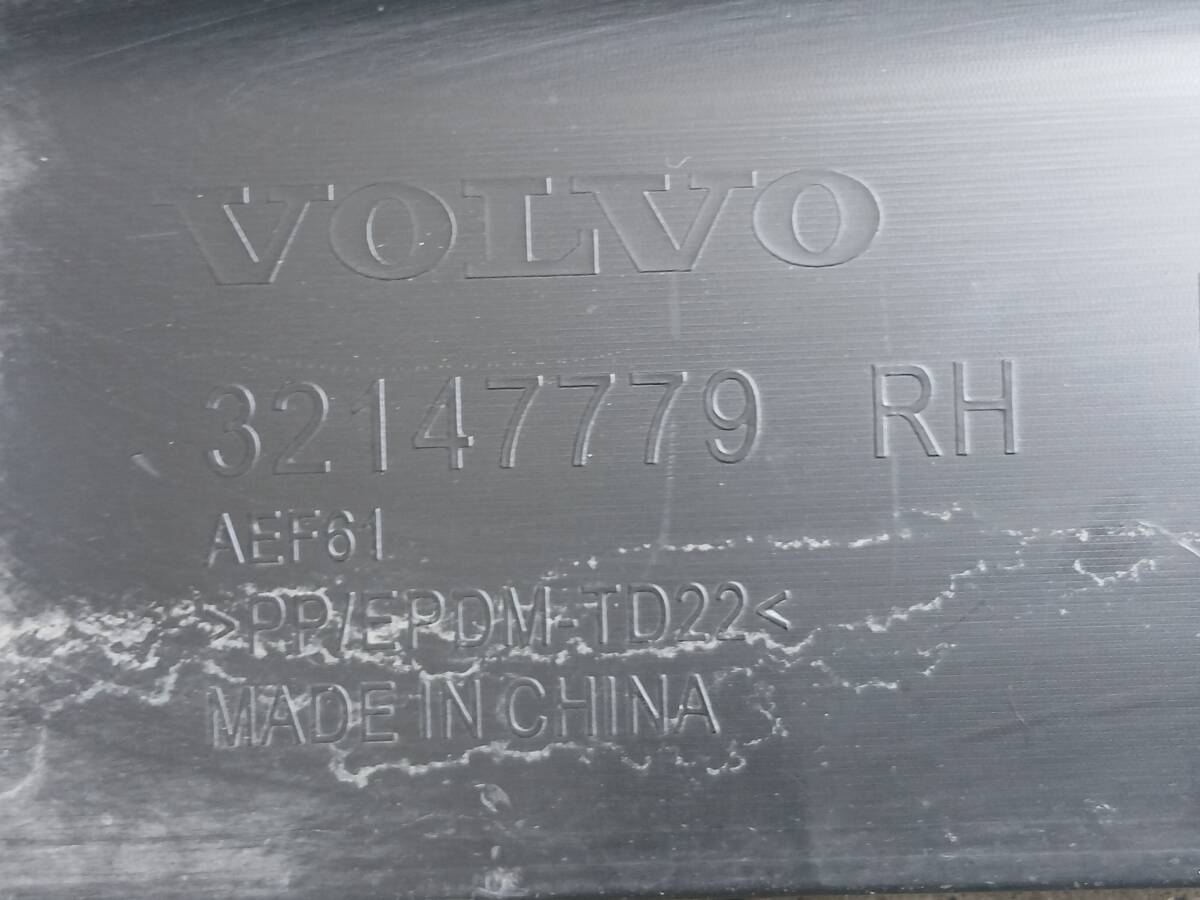 VOLVO
32147779 RH
AEF61
>PP/EPDM-TD22<
MADE IN CHINA